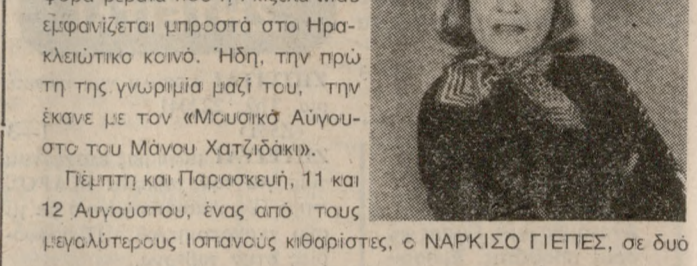 εμφανίζεται μπροστά στο Ηρα-
κλειώτικο κοινό. Ήδη, την πρώ
τη της γνωριμία μαζί του, την
έκανε με τον «Μουσικό Αύγου-
στο του Μάνου Χατζιδάκι».
Πέμπτη και Παρασκευή, 11 και
12 Αυγούστου, ένας από τους
μεγαλύτερους Ισπανούς κιθαρίστες, ο ΝΑΡΚΙΣΟ ΓΙΕΠΕΣ, σε δυό